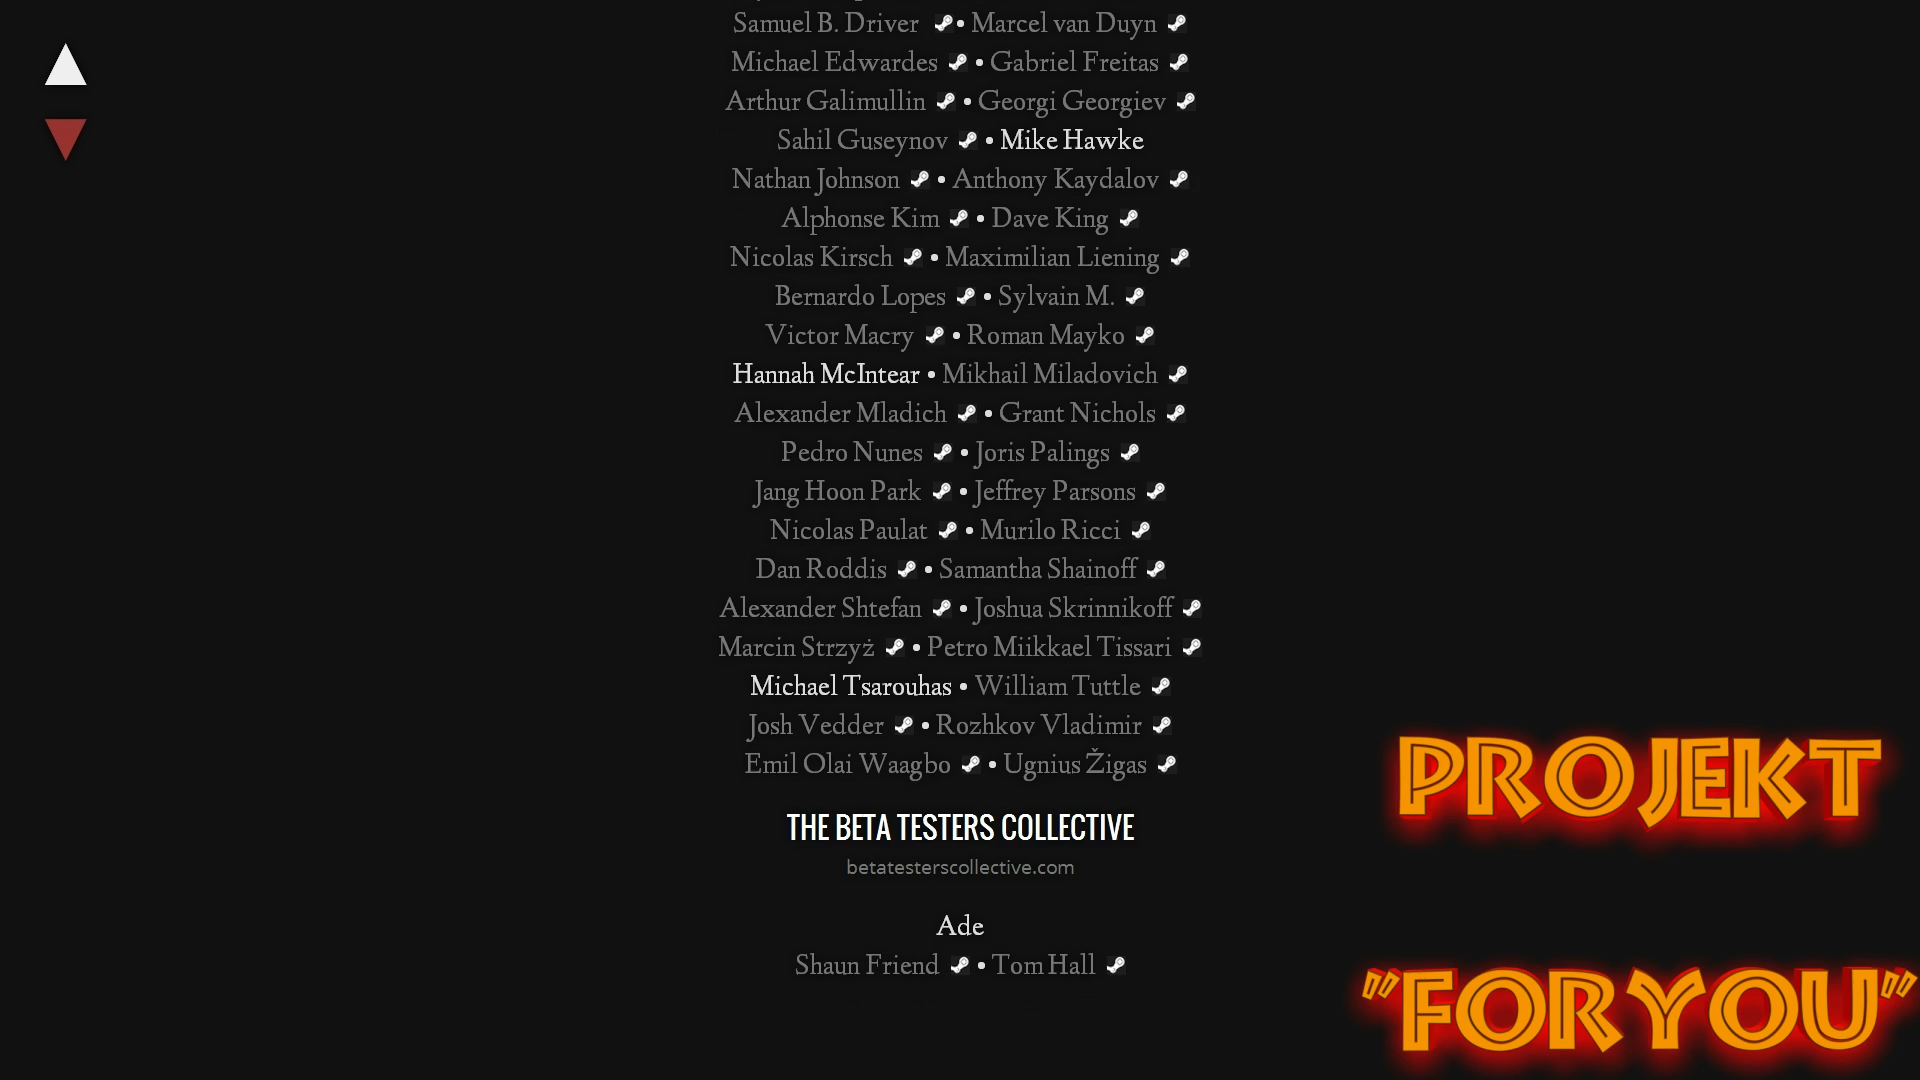 Samuel B. Driver • Marcel van Duyn
Michael Edwardes • Gabriel Freitas
Arthur Galimullin • Georgi Georgiev
Sahil Guseynov • Mike Hawke
Nathan Johnson • Anthony Kaydalov
Alphonse Kim • Dave King
Nicolas Kirsch • Maximilian Liening
Bernardo Lopes • Sylvain M.
Victor Macry • Roman Mayko
Hannah McIntear • Mikhail Miladovich
Alexander Mladich • Grant Nichols
Pedro Nunes • Joris Palings
Jang Hoon Park • Jeffrey Parsons
Nicolas Paulat • Murilo Ricci
Dan Roddis • Samantha Shainoff
Alexander Shtefan • Joshua Skrinnikoff
Marcin Strzyż • Petro Miikkael Tissari
Michael Tsarouhas • William Tuttle
Josh Vedder • Rozhkov Vladimir
Emil Olai Waagbo • Ugnius Žigas
THE BETA TESTERS COLLECTIVE
betatesterscollective.com
Ade
Shaun Friend • Tom Hall
PROJEKT
"FORYOU"